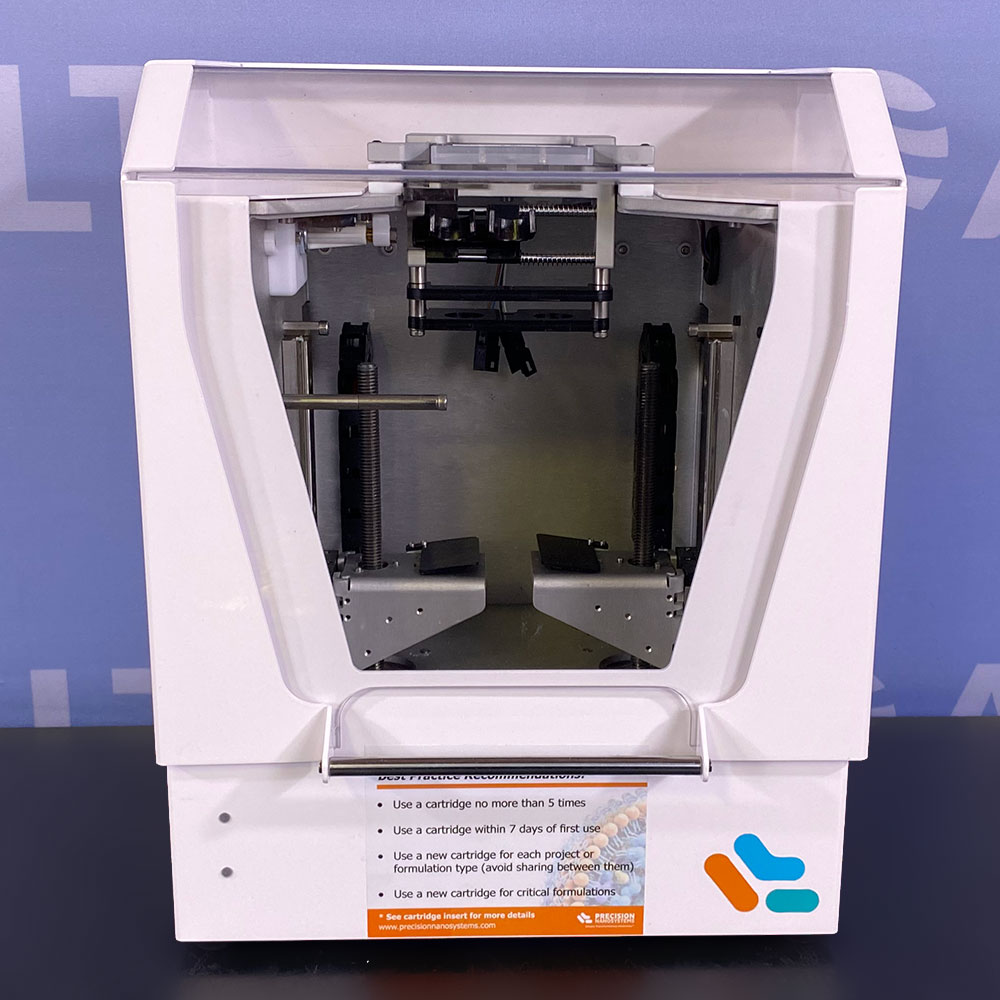 Best Practice Recommendations:
• Use a cartridge no more than 5 times
• Use a cartridge within 7 days of first use
• Use a new cartridge for each project or
formulation type (avoid sharing between them)
• Use a new cartridge for critical formulations
* See cartridge insert for more details
www.precisionnanosystems.com
PRECISION
NANOSYSTEMS